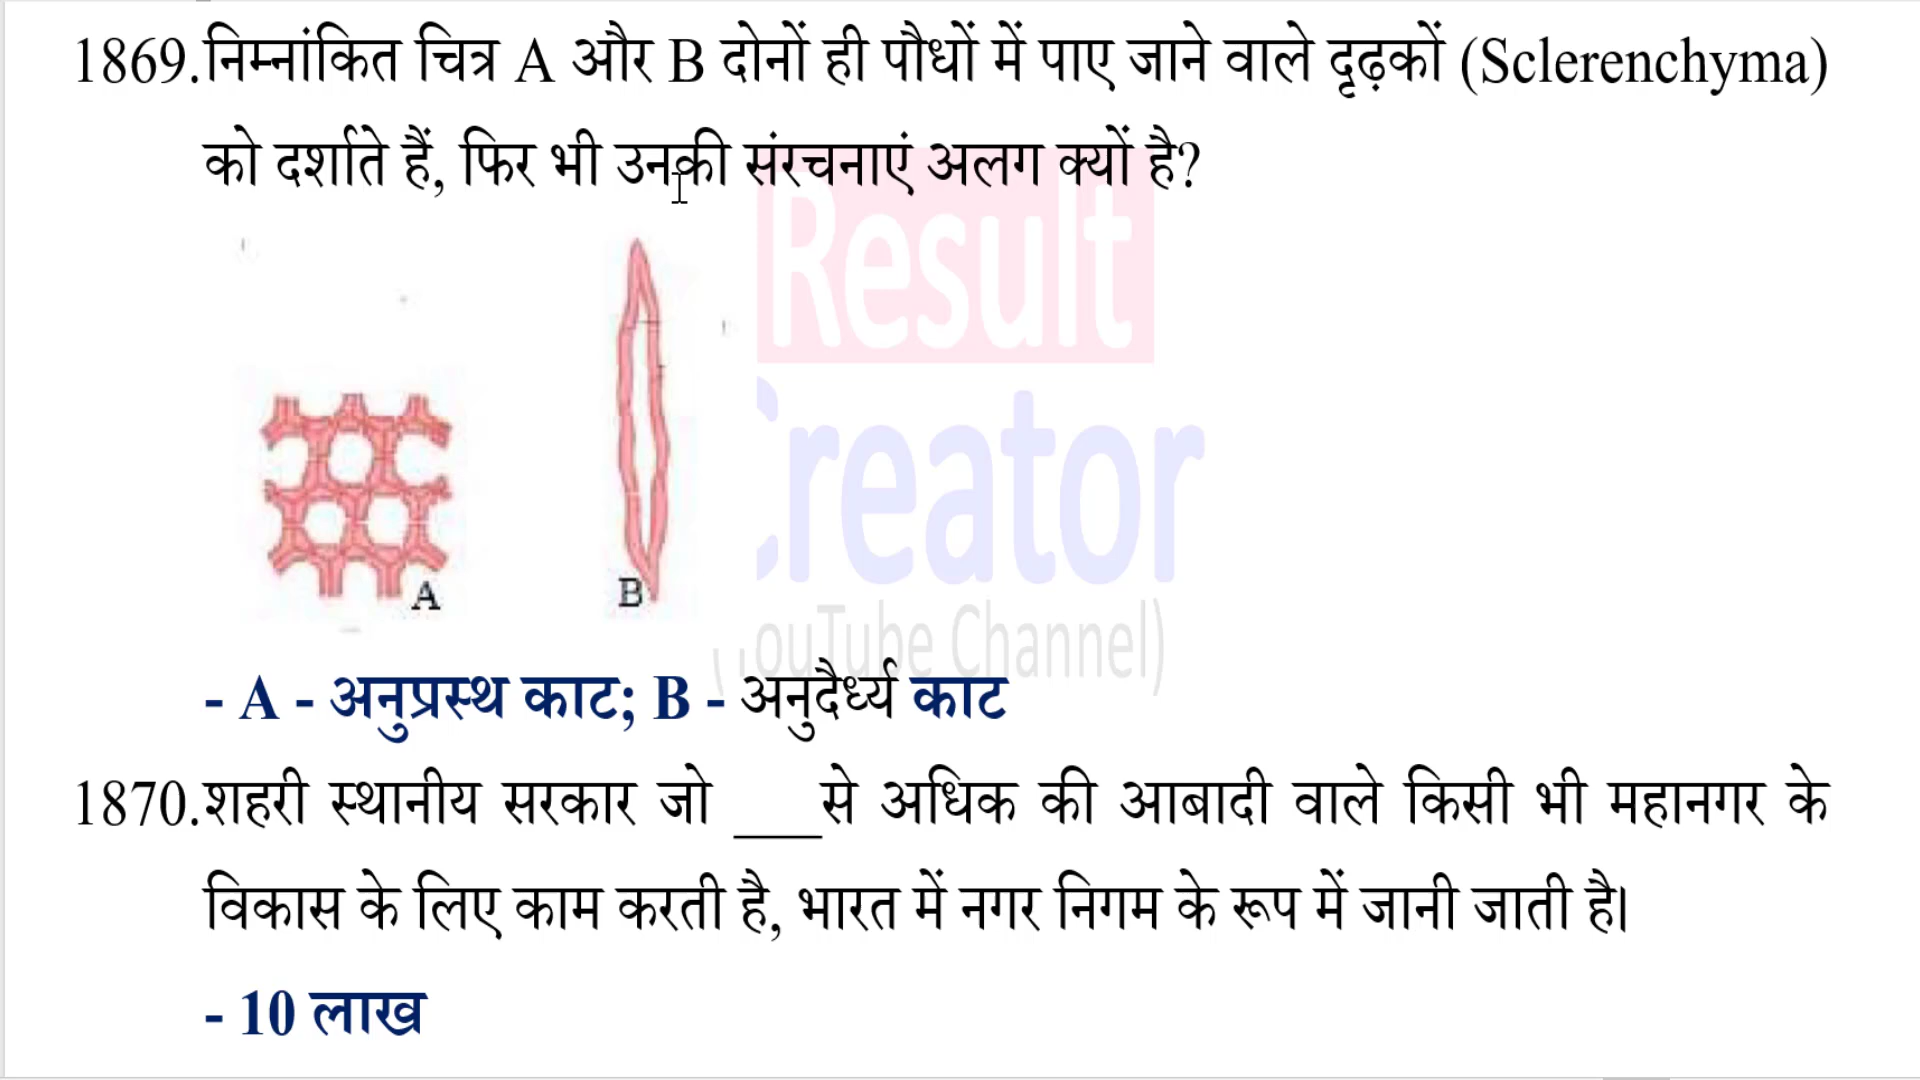 1869.निम्नांकित चित्र A और B दोनों ही पौधों में पाए जाने वाले दृढ़कों (Sclerenchyma)
को दर्शाते हैं, फिर भी उनकी संरचनाएं अलग क्यों है?
Result
Creator
(YouTube Channel)
A
B
- A - अनुप्रस्थ काट; B - अनुदैर्ध्य काट
1870.शहरी स्थानीय सरकार जो ___से अधिक की आबादी वाले किसी भी महानगर के
विकास के लिए काम करती है, भारत में नगर निगम के रूप में जानी जाती है।
- 10 लाख